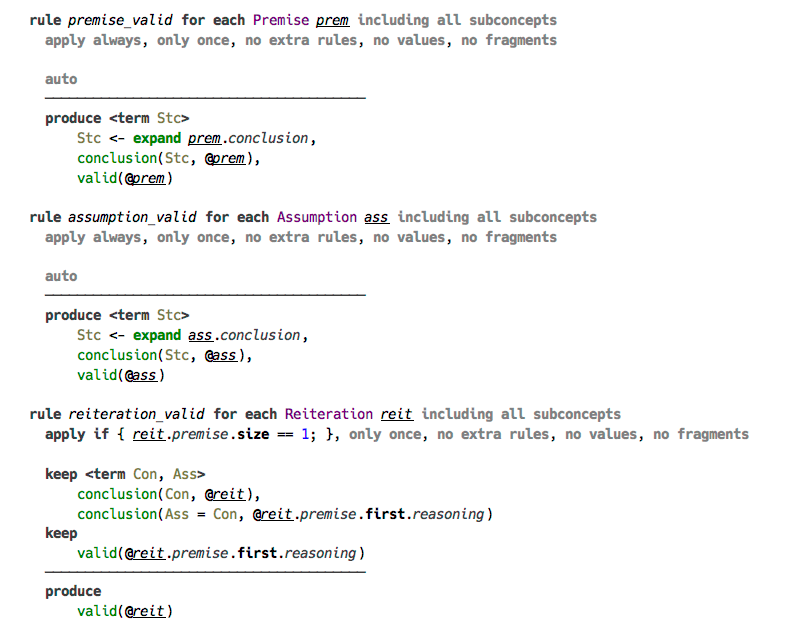 rule premise_valid for each Premise prem including all subconcepts
apply always, only once, no extra rules, no values, no fragments
auto
produce <term Stc>
Stc <- expand prem.conclusion,
conclusion(Stc, @prem),
valid(@prem)
rule assumption_valid for each Assumption ass including all subconcepts
apply always, only once, no extra rules, no values, no fragments
auto
produce <term Stc>
Stc <- expand ass.conclusion,
conclusion(Stc, @ass),
valid(@ass)
rule reiteration_valid for each Reiteration reit including all subconcepts
apply if { reit.premise.size == 1; }, only once, no extra rules, no values, no fragments
keep <term Con, Ass>
conclusion(Con, @reit),
conclusion(Ass = Con, @reit.premise.first.reasoning)
keep
valid(@reit.premise.first.reasoning)
produce
valid(@reit)